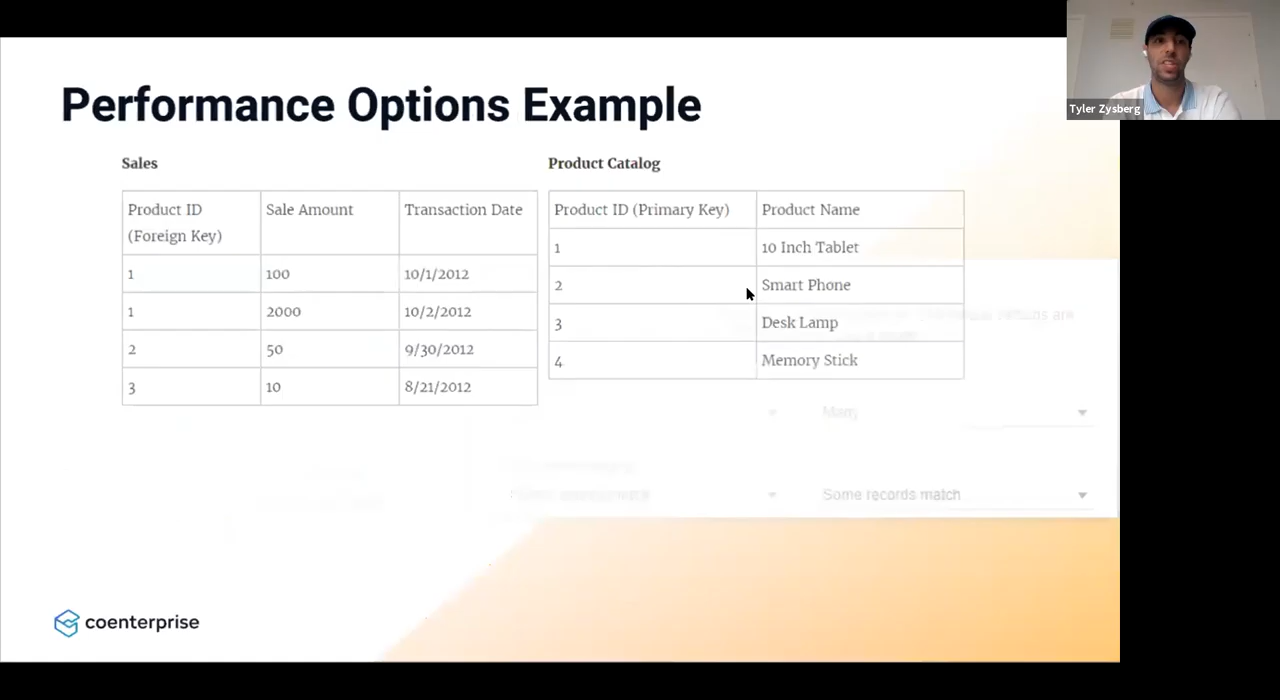 Tyler Zysberg
Performance Options Example
Sales
Product ID (Foreign Key) Sale Amount Transaction Date
1 100 10/1/2012
1 2000 10/2/2012
2 50 9/30/2012
3 10 8/21/2012
Product Catalog
Product ID (Primary Key) Product Name
1 10 Inch Tablet
2 Smart Phone
3 Desk Lamp
4 Memory Stick
are
Many
Some records match
coenterprise